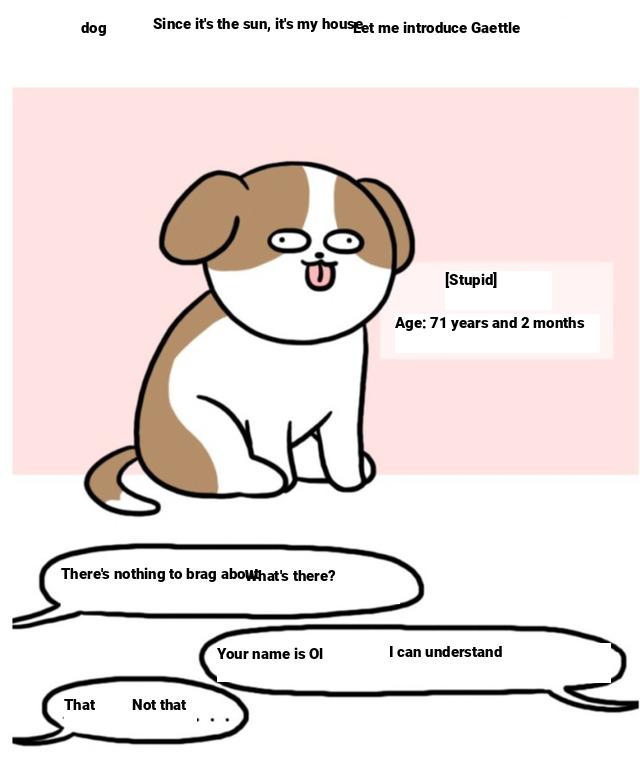 dog Since it's the sun, it's my house Let me introduce Gaettle
[Stupid]
Age: 71 years and 2 months
There's nothing to brag about What's there?
Your name is OI I can understand
That Not that ...